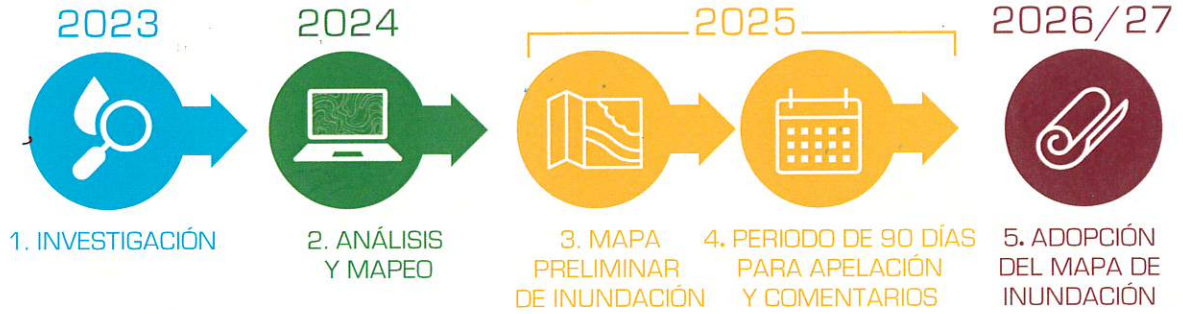 2023
2024
2025
2026/27
1. INVESTIGACIÓN
2. ANÁLISIS
Y MAPEO
3. MAPA
PRELIMINAR
DE INUNDACIÓN
4. PERIODO DE 90 DÍAS
PARA APELACIÓN
Y COMENTARIOS
5. ADOPCIÓN
DEL MAPA DE
INUNDACIÓN